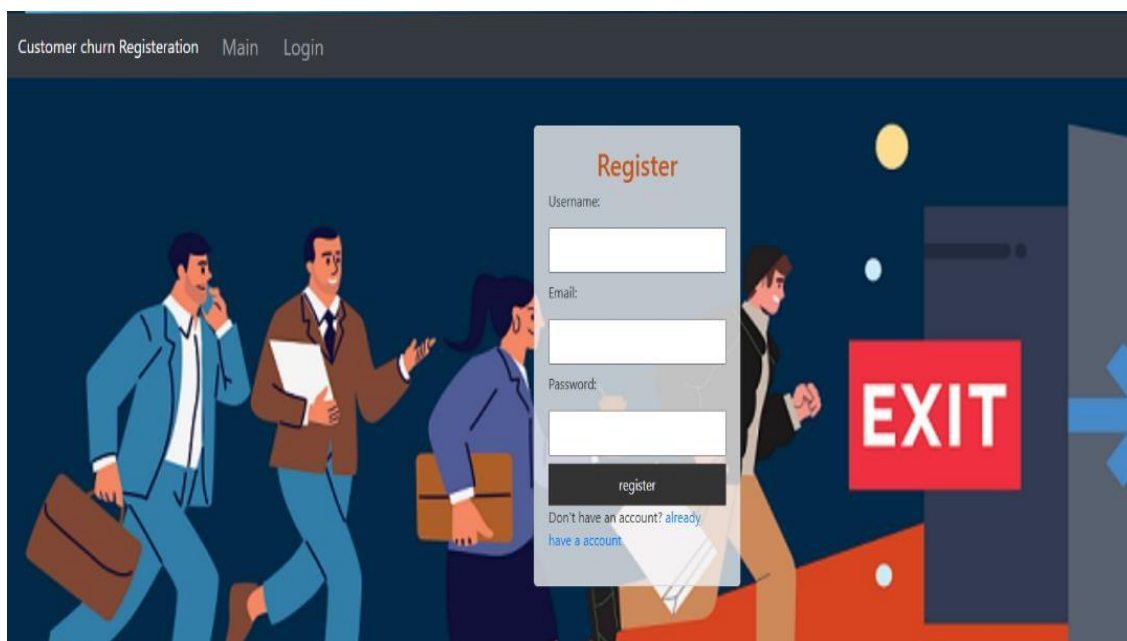 Customer churn Registeration Main Login
Register
Username:
Email:
Password:
register
Don't have an account? already
have a account
EXIT